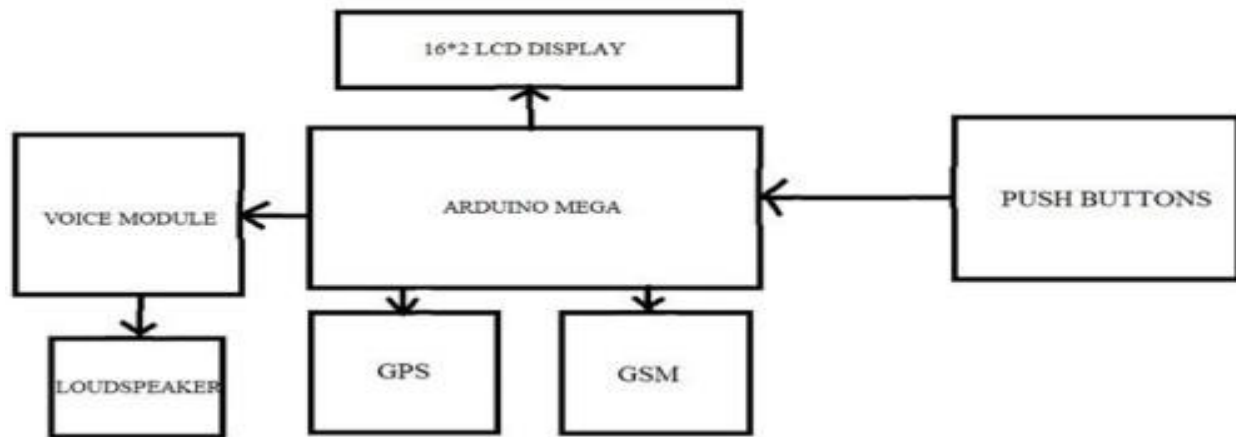 16*2 LCD DISPLAY
VOICE MODULE
ARDUINO MEGA
PUSH BUTTONS
LOUDSPEAKER
GPS
GSM